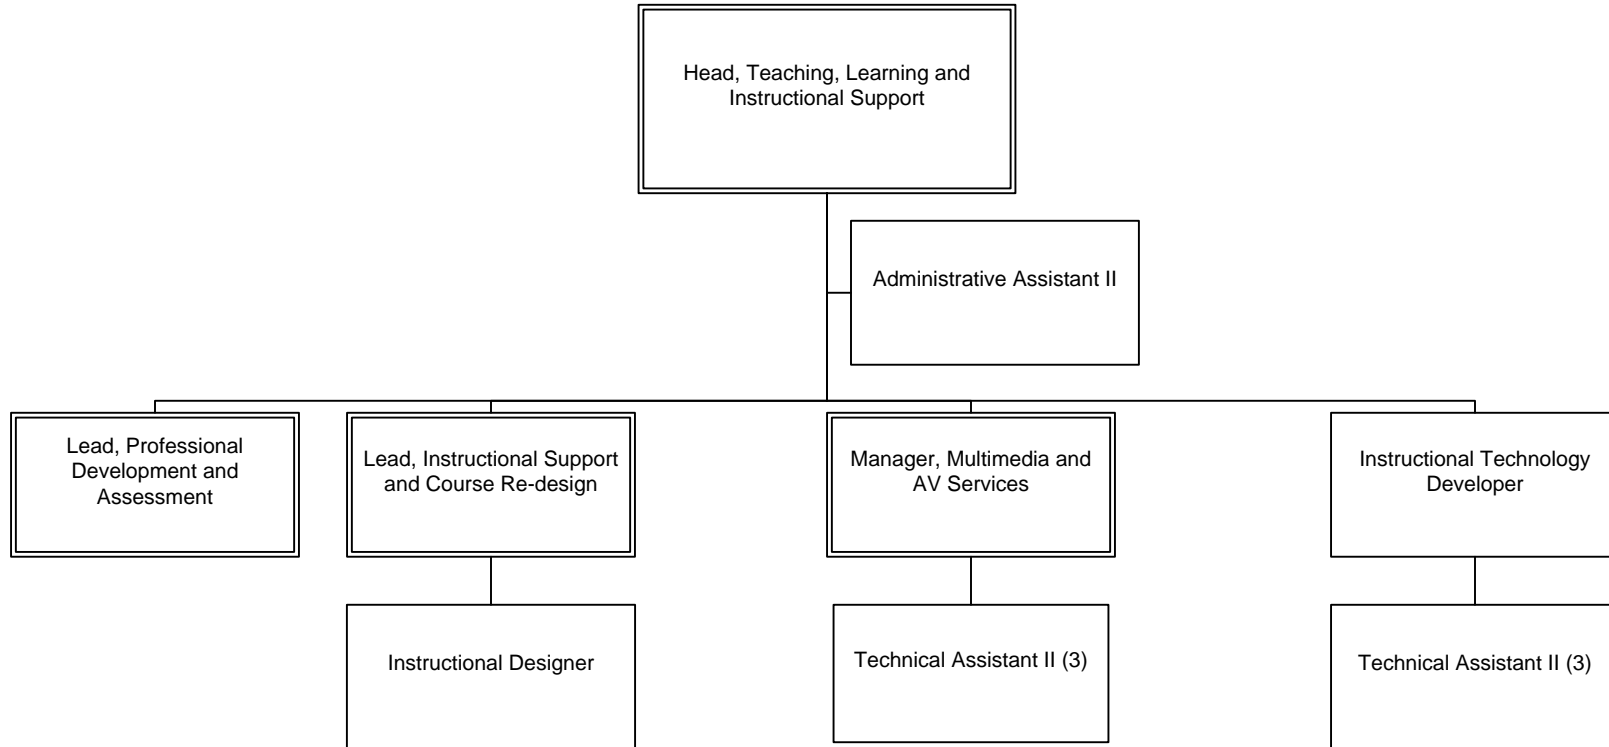 Head, Teaching, Learning and
Instructional Support
Administrative Assistant II
Lead, Professional
Development and
Assessment
Lead, Instructional Support
and Course Re-design
Manager, Multimedia and
AV Services
Instructional Technology
Developer
Instructional Designer
Technical Assistant II (3)
Technical Assistant II (3)